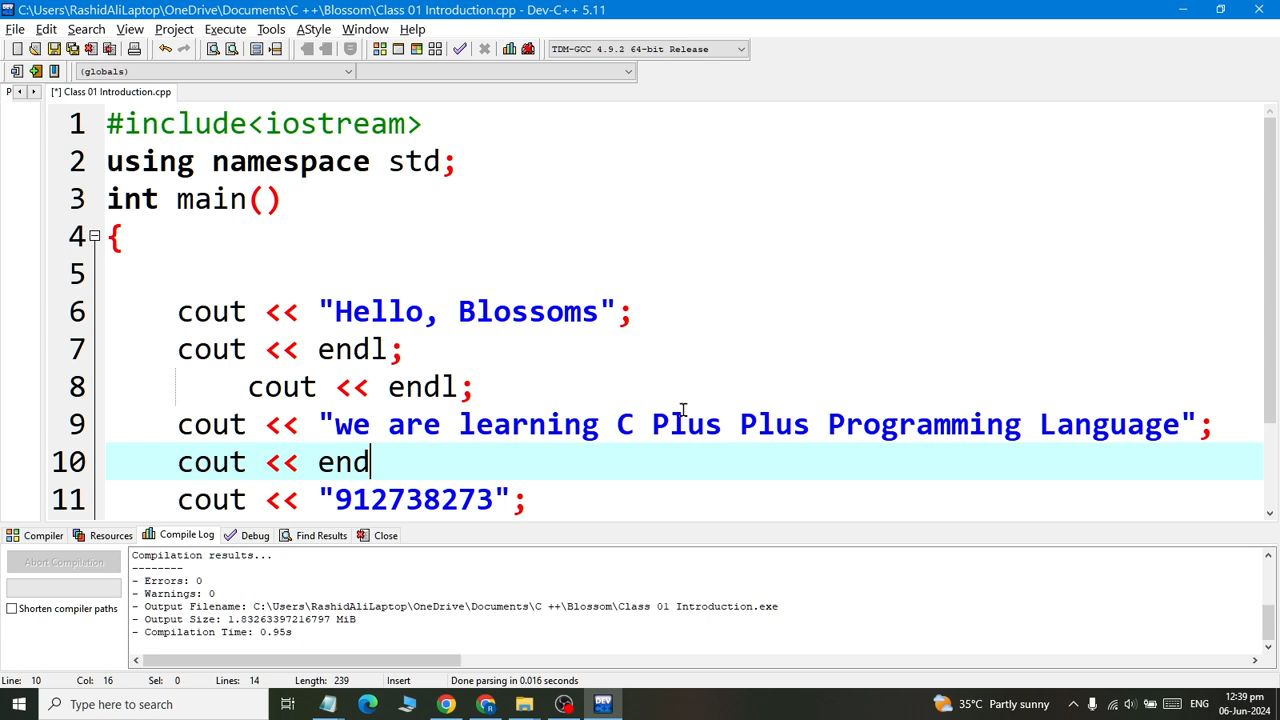 C:\Users\RashidAliLaptop\OneDrive\Documents\C ++\Blossom\Class 01 Introduction.cpp - Dev-C++ 5.11
File Edit Search View Project Execute Tools AStyle Window Help
TDM-GCC 4.9.2 64-bit Release
(globals)
P [*] Class 01 Introduction.cpp
1 #include<iostream>
2 using namespace std;
3 int main()
4 {
5
6 cout << "Hello, Blossoms";
7 cout << endl;
8 cout << endl;
9 cout << "we are learning C Plus Plus Programming Language";
10 cout << end
11 cout << "912738273";
Compiler Resources Compile Log Debug Find Results Close
Abort Compilation
Shorten compiler paths
Compilation results...
--------
- Errors: 0
- Warnings: 0
- Output Filename: C:\Users\RashidAliLaptop\OneDrive\Documents\C ++\Blossom\Class 01 Introduction.exe
- Output Size: 1.83263397216797 MiB
- Compilation Time: 0.95s
Line: 10 Col: 16 Sel: 0 Lines: 14 Length: 239 Insert Done parsing in 0.016 seconds
Type here to search
DEV
35°C Partly sunny
ENG
12:39 pm
06-Jun-2024